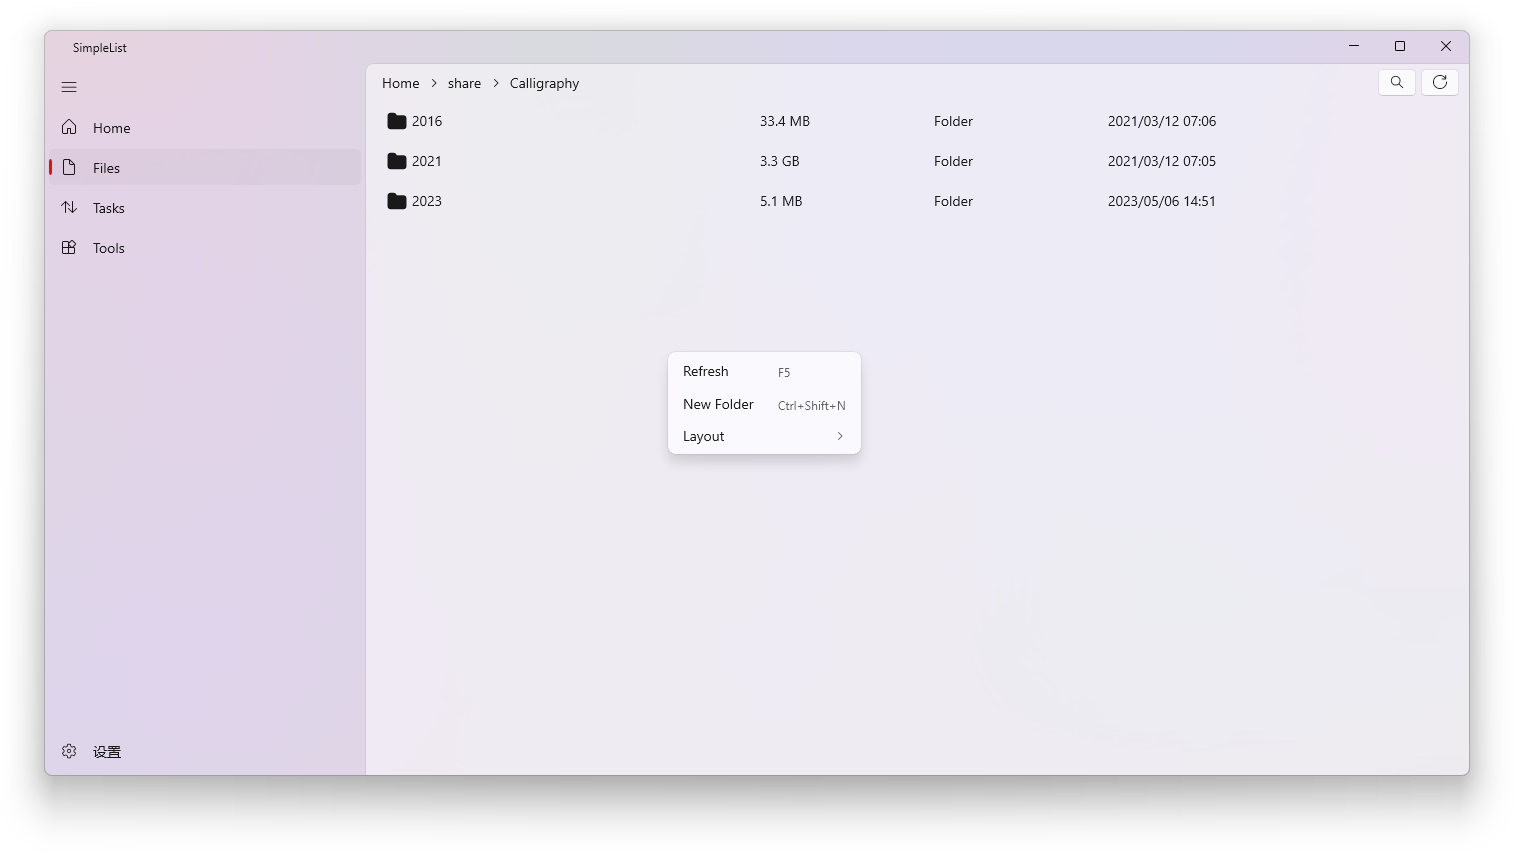 SimpleList
Home
Files
Tasks
Tools
设置
Home > share > Calligraphy
2016 33.4 MB Folder 2021/03/12 07:06
2021 3.3 GB Folder 2021/03/12 07:05
2023 5.1 MB Folder 2023/05/06 14:51
Refresh F5
New Folder Ctrl+Shift+N
Layout